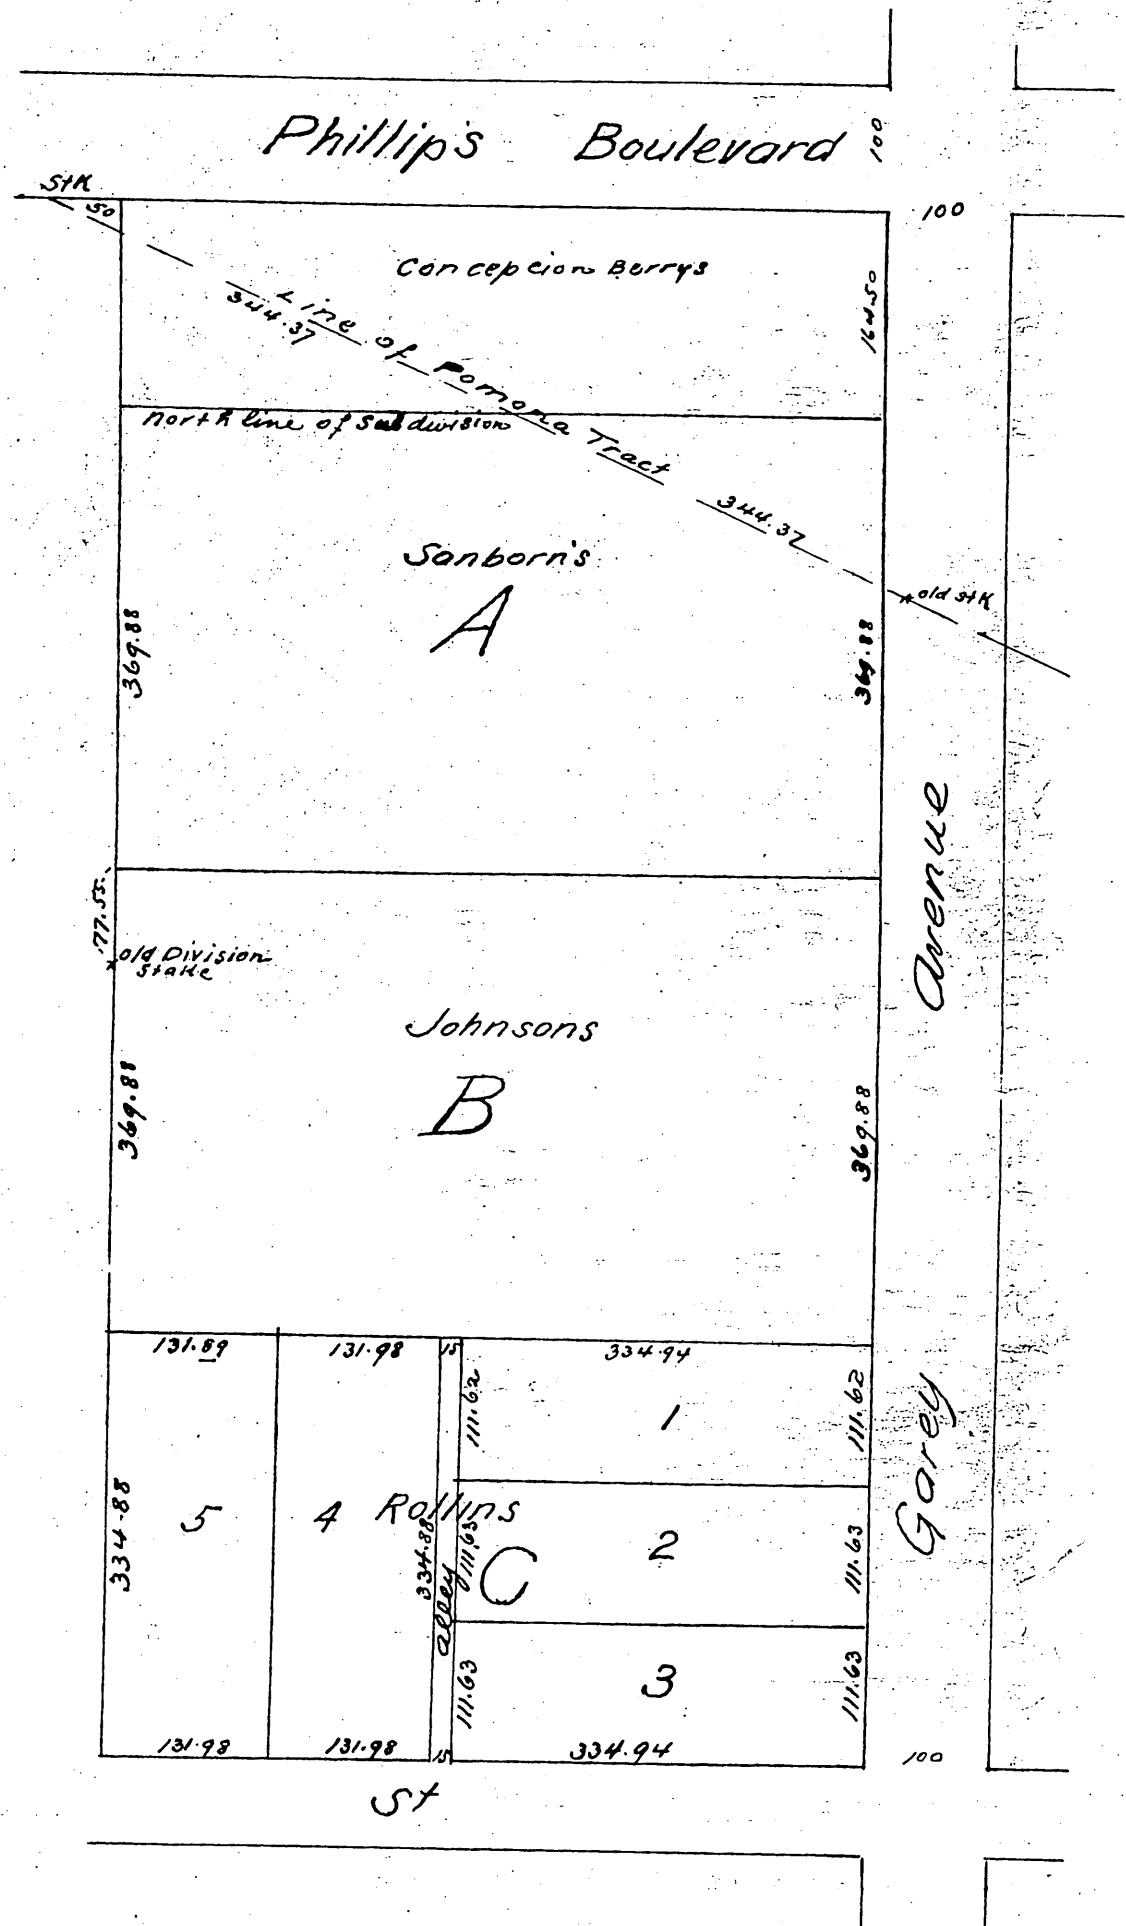 Phillip's Boulevard
100
StK
50
100
Concepcion Berrys
164.50
Line of Pomona Tract
344.37
north line of Subdivision
344.37
old stK
Sanborn's
A
369.88
369.88
77.55
old Division
Stake
Johnsons
B
369.88
369.88
Garey Avenue
131.89
131.98
15
334.94
111.62
111.62
1
5
4
Rollins
C
334.88
334.88
alley
111.63
2
111.63
111.63
3
111.63
131.98
131.98
15
334.94
100
St